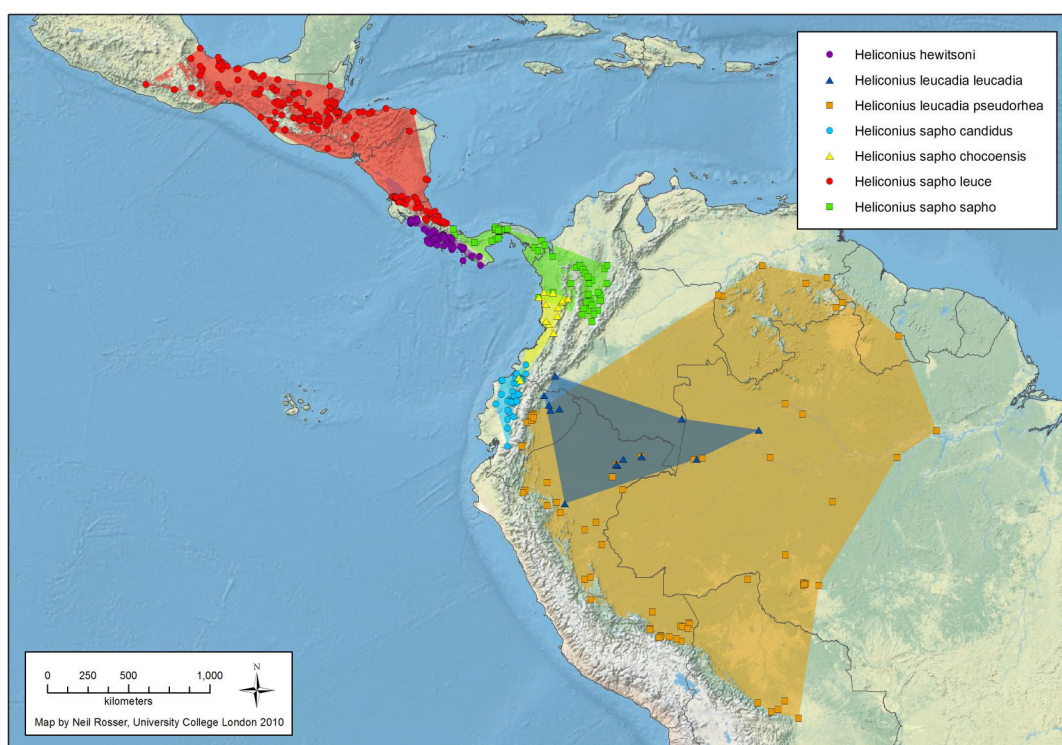 Heliconius hewitsoni
Heliconius leucadia leucadia
Heliconius leucadia pseudorhea
Heliconius sapho candidus
Heliconius sapho chocoensis
Heliconius sapho leuce
Heliconius sapho sapho
0 250 500 1,000
kilometers
N
Map by Neil Rosser, University College London 2010